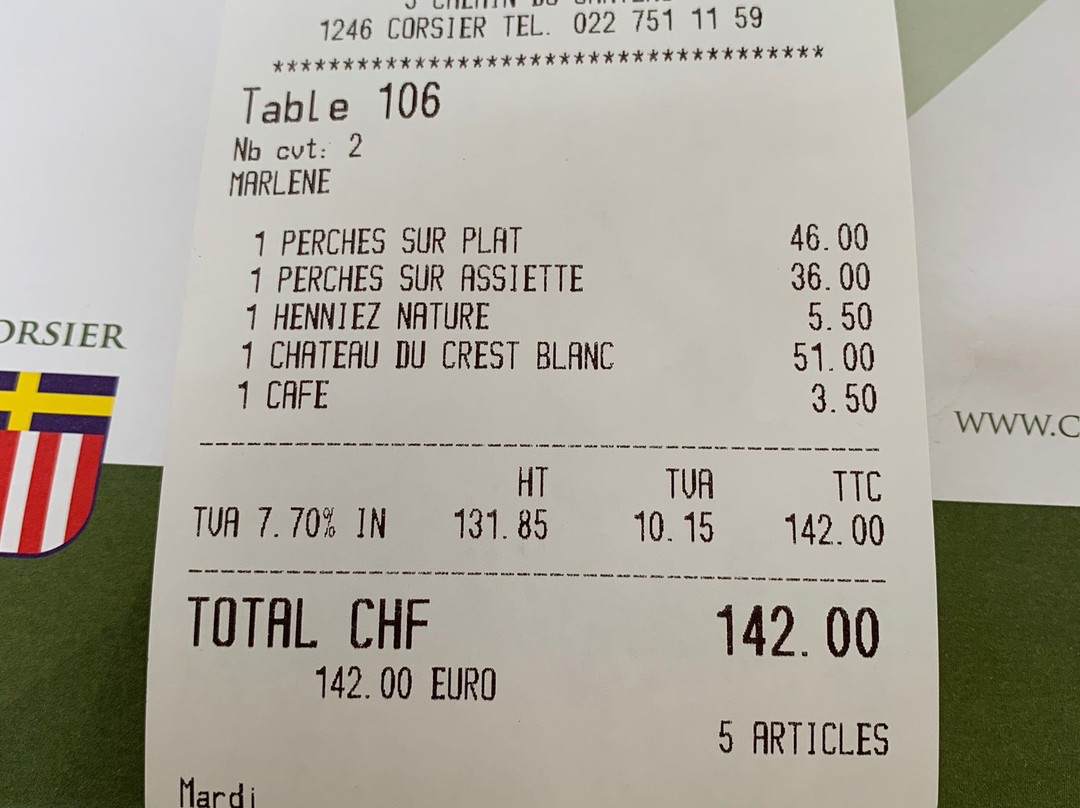 1246 CORSIER TEL. 022 751 11 59
***************************************
Table 106
Nb cvt: 2
MARLENE
1 PERCHES SUR PLAT 46.00
1 PERCHES SUR ASSIETTE 36.00
1 HENNIEZ NATURE 5.50
1 CHATEAU DU CREST BLANC 51.00
1 CAFE 3.50
HT TVA TTC
TVA 7.70% IN 131.85 10.15 142.00
TOTAL CHF 142.00
142.00 EURO
5 ARTICLES
Mardi
ORSIER
WWW.C